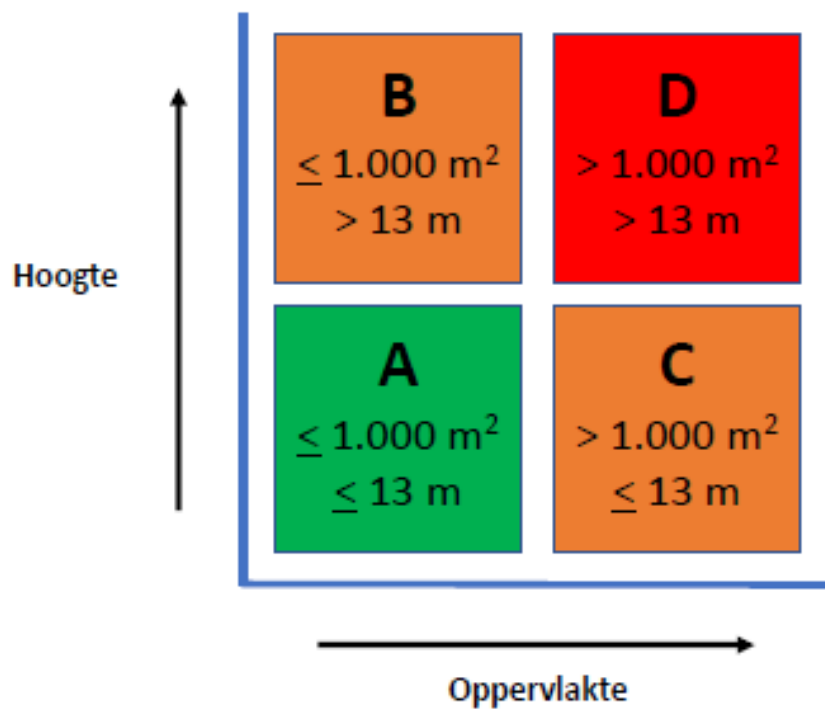 B
≤ 1.000 m²
> 13 m
D
> 1.000 m²
> 13 m
Hoogte
A
≤ 1.000 m²
≤ 13 m
C
> 1.000 m²
≤ 13 m
Oppervlakte